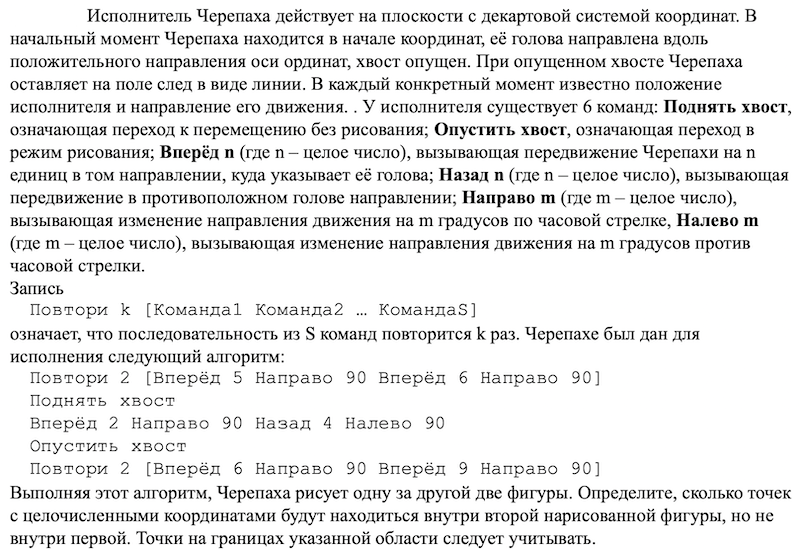 Исполнитель Черепаха действует на плоскости с декартовой системой координат. В
начальный момент Черепаха находится в начале координат, её голова направлена вдоль
положительного направления оси ординат, хвост опущен. При опущенном хвосте Черепаха
оставляет на поле след в виде линии. В каждый конкретный момент известно положение
исполнителя и направление его движения. . У исполнителя существует 6 команд: Поднять хвост,
означающая переход к перемещению без рисования; Опустить хвост, означающая переход в
режим рисования; Вперёд n (где n – целое число), вызывающая передвижение Черепахи на n
единиц в том направлении, куда указывает её голова; Назад n (где n – целое число), вызывающая
передвижение в противоположном голове направлении; Направо m (где m – целое число),
вызывающая изменение направления движения на m градусов по часовой стрелке, Налево m
(где m – целое число), вызывающая изменение направления движения на m градусов против
часовой стрелки.
Запись
Повтори k [Команда1 Команда2 … КомандаS]
означает, что последовательность из S команд повторится k раз. Черепахе был дан для
исполнения следующий алгоритм:
Повтори 2 [Вперёд 5 Направо 90 Вперёд 6 Направо 90]
Поднять хвост
Вперёд 2 Направо 90 Назад 4 Налево 90
Опустить хвост
Повтори 2 [Вперёд 6 Направо 90 Вперёд 9 Направо 90]
Выполняя этот алгоритм, Черепаха рисует одну за другой две фигуры. Определите, сколько точек
с целочисленными координатами будут находиться внутри второй нарисованной фигуры, но не
внутри первой. Точки на границах указанной области следует учитывать.